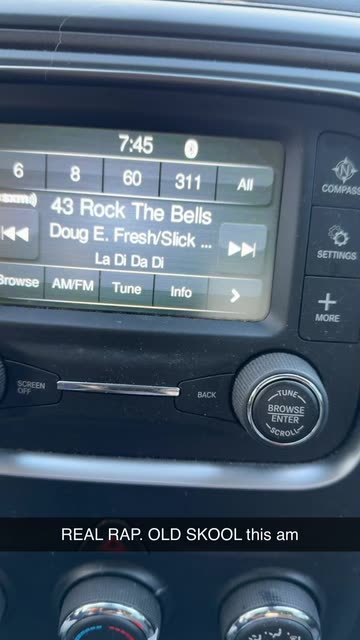 7:45
6 8 60 311 All
sxm
43 Rock The Bells
Doug E. Fresh/Slick ...
La Di Da Di
Browse AM/FM Tune Info
N
COMPASS
SETTINGS
MORE
SCREEN
OFF
BACK
TUNE
BROWSE
ENTER
SCROLL
REAL RAP. OLD SKOOL this am